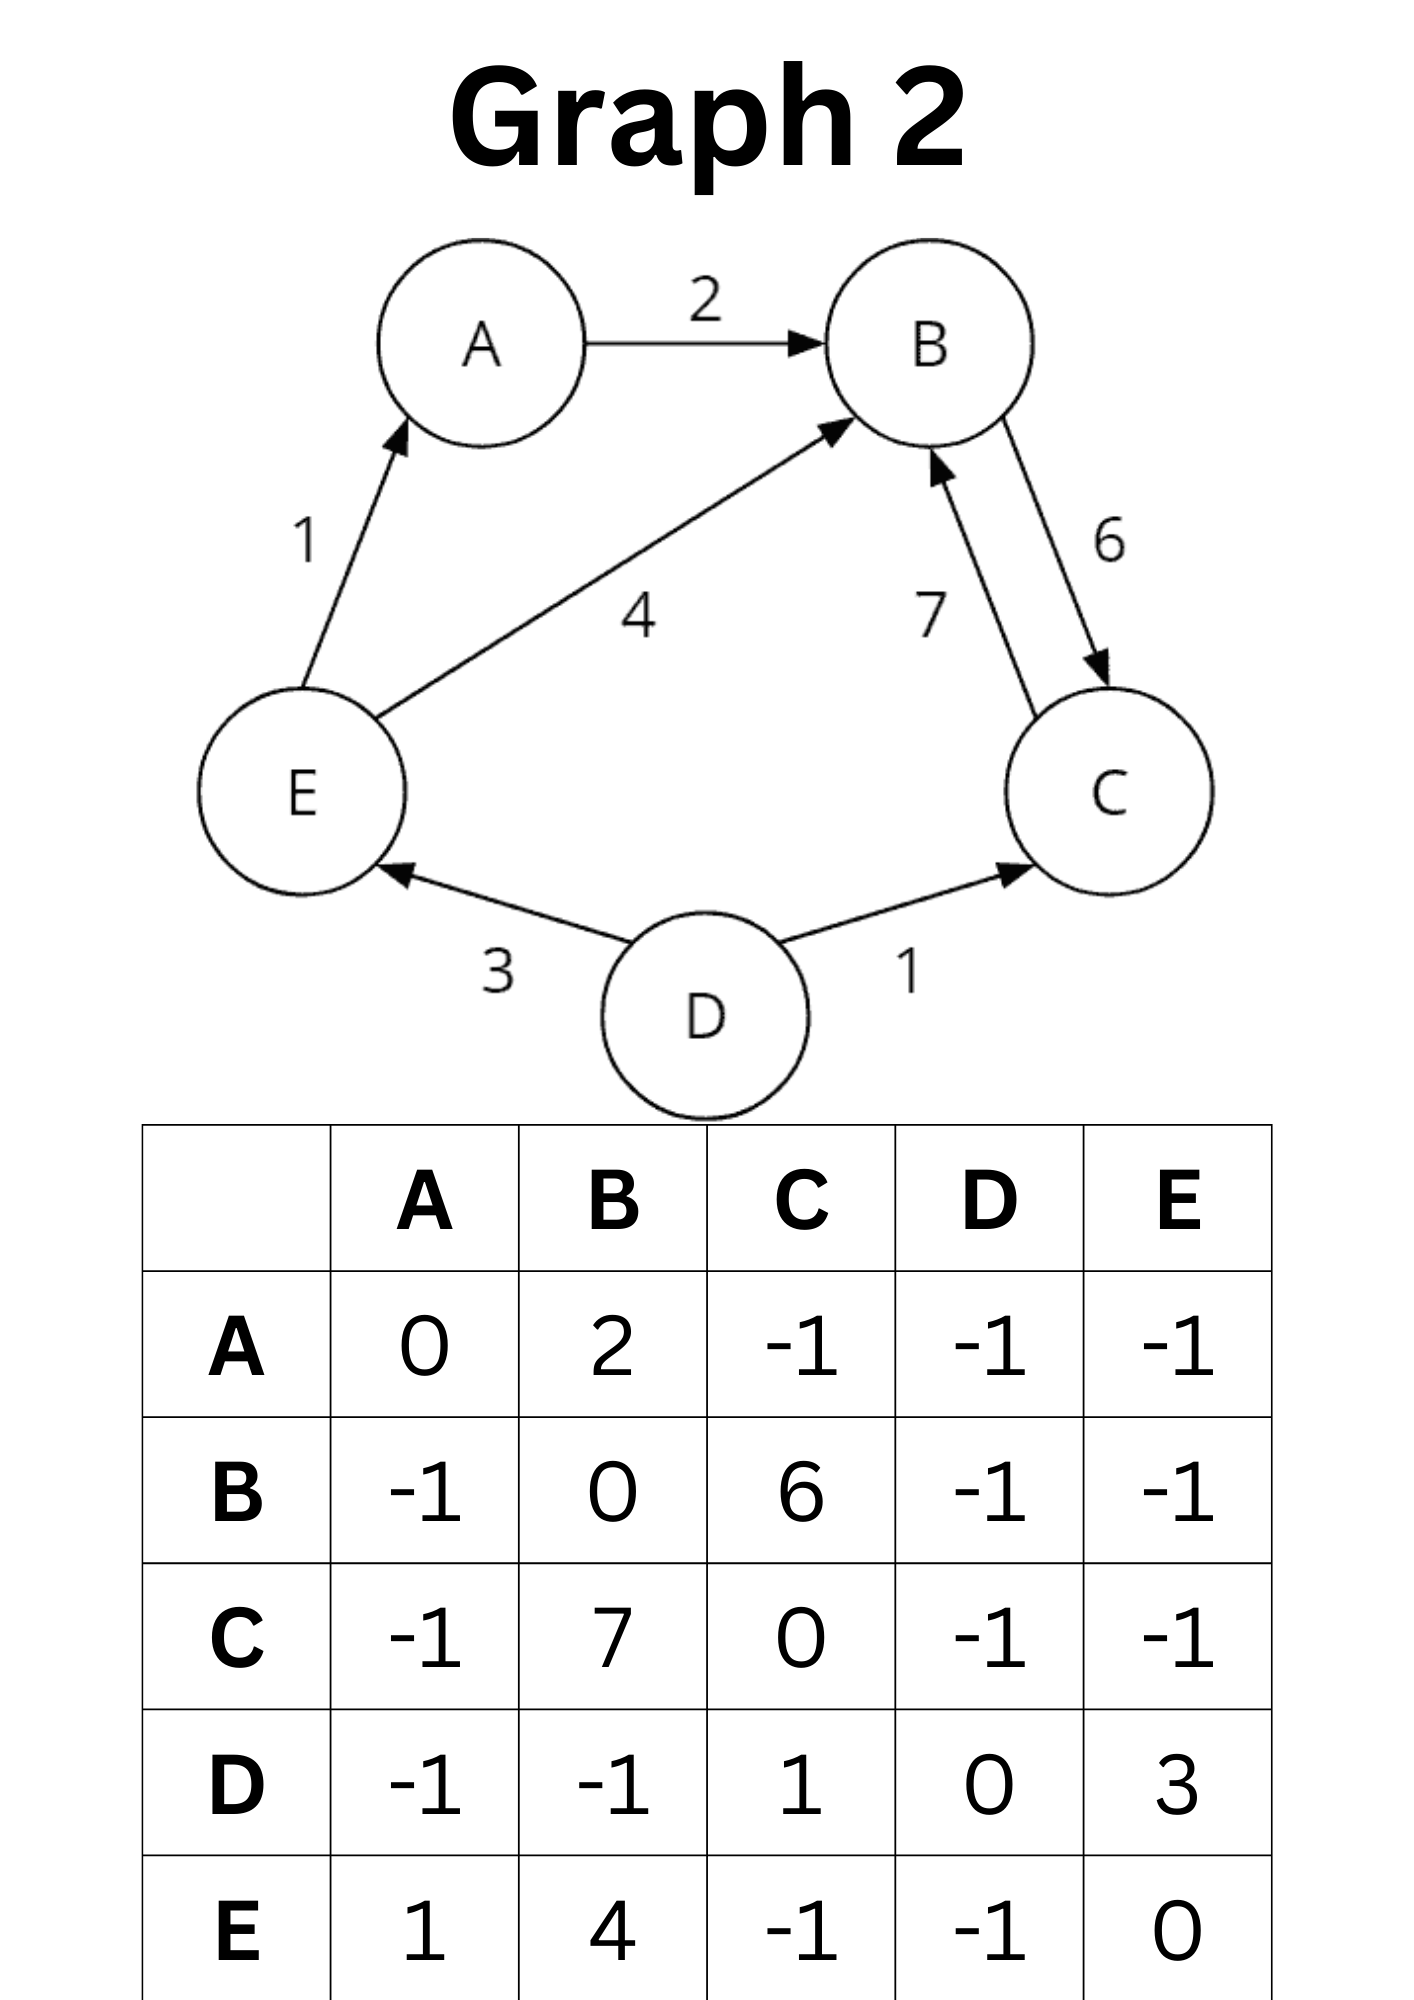 Graph 2
A 2 B
1 4 7 6
E C
3 D 1
A B C D E
A 0 2 -1 -1 -1
B -1 0 6 -1 -1
C -1 7 0 -1 -1
D -1 -1 1 0 3
E 1 4 -1 -1 0